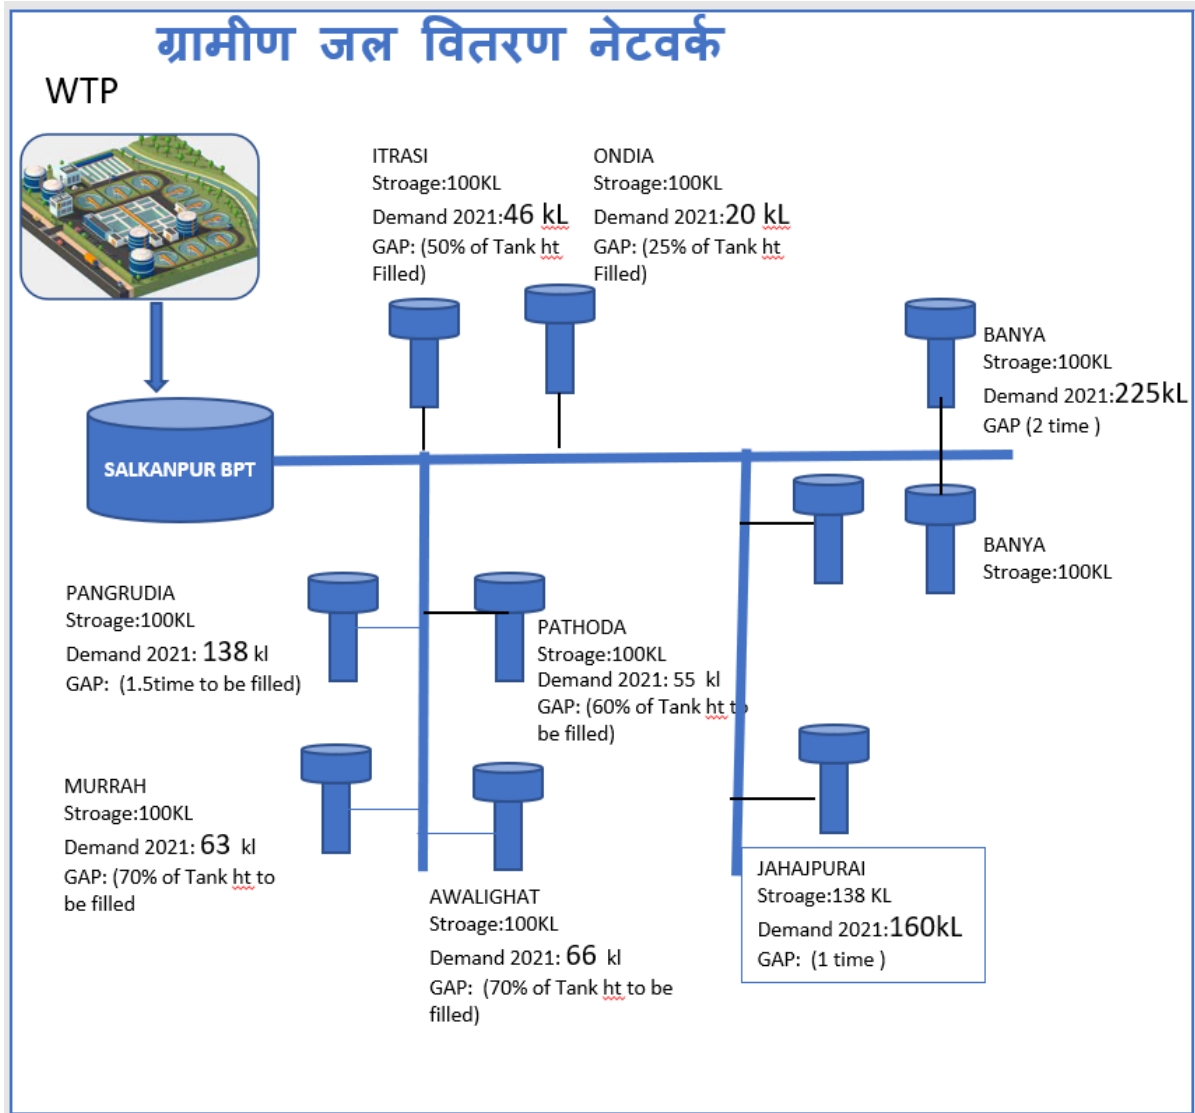 ग्रामीण जल वितरण नेटवर्क
WTP
ITRASI
Stroage:100KL
Demand 2021:46 kL
GAP: (50% of Tank ht
Filled)
ONDIA
Stroage:100KL
Demand 2021:20 kL
GAP: (25% of Tank ht
Filled)
BANYA
Stroage:100KL
Demand 2021:225kL
GAP (2 time )
SALKANPUR BPT
BANYA
Stroage:100KL
PANGRUDIA
Stroage:100KL
Demand 2021: 138 kl
GAP:  (1.5time to be filled)
PATHODA
Stroage:100KL
Demand 2021: 55  kl
GAP: (60% of Tank ht to
be filled)
MURRAH
Stroage:100KL
Demand 2021: 63  kl
GAP: (70% of Tank ht to
be filled
AWALIGHAT
Stroage:100KL
Demand 2021: 66  kl
GAP:  (70% of Tank ht to be
filled)
JAHAJPURAI
Stroage:138 KL
Demand 2021:160kL
GAP:  (1 time )